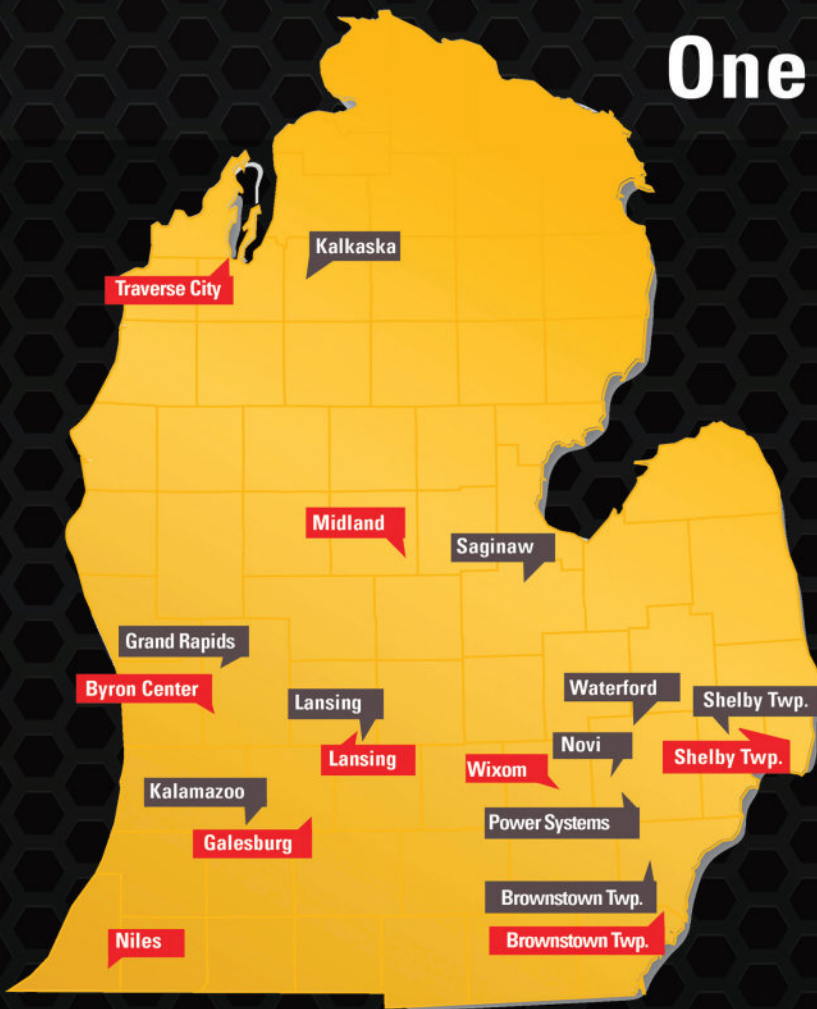 One
Kalkaska
Traverse City
Midland
Saginaw
Grand Rapids
Byron Center
Lansing
Lansing
Waterford
Shelby Twp.
Novi
Shelby Twp.
Wixom
Kalamazoo
Galesburg
Power Systems
Brownstown Twp.
Niles
Brownstown Twp.